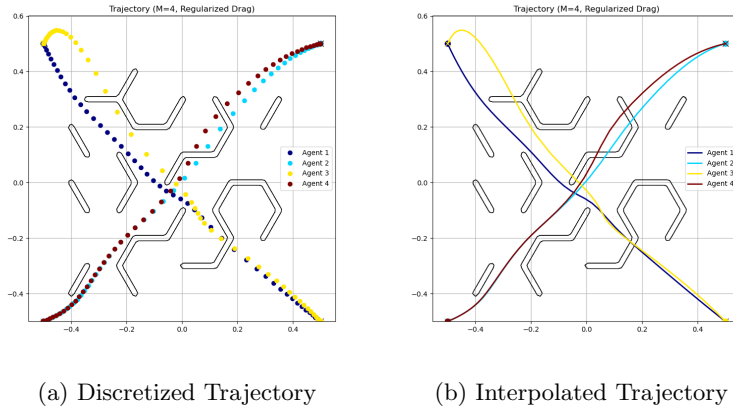 Trajectory (M=4, Regularized Drag)
0.6
0.4
0.2
0.0
−0.2
−0.4
−0.4
−0.2
0.0
0.2
0.4
Agent 1
Agent 2
Agent 3
Agent 4
(a) Discretized Trajectory
Trajectory (M=4, Regularized Drag)
0.6
0.4
0.2
0.0
−0.2
−0.4
−0.4
−0.2
0.0
0.2
0.4
Agent 1
Agent 2
Agent 3
Agent 4
(b) Interpolated Trajectory